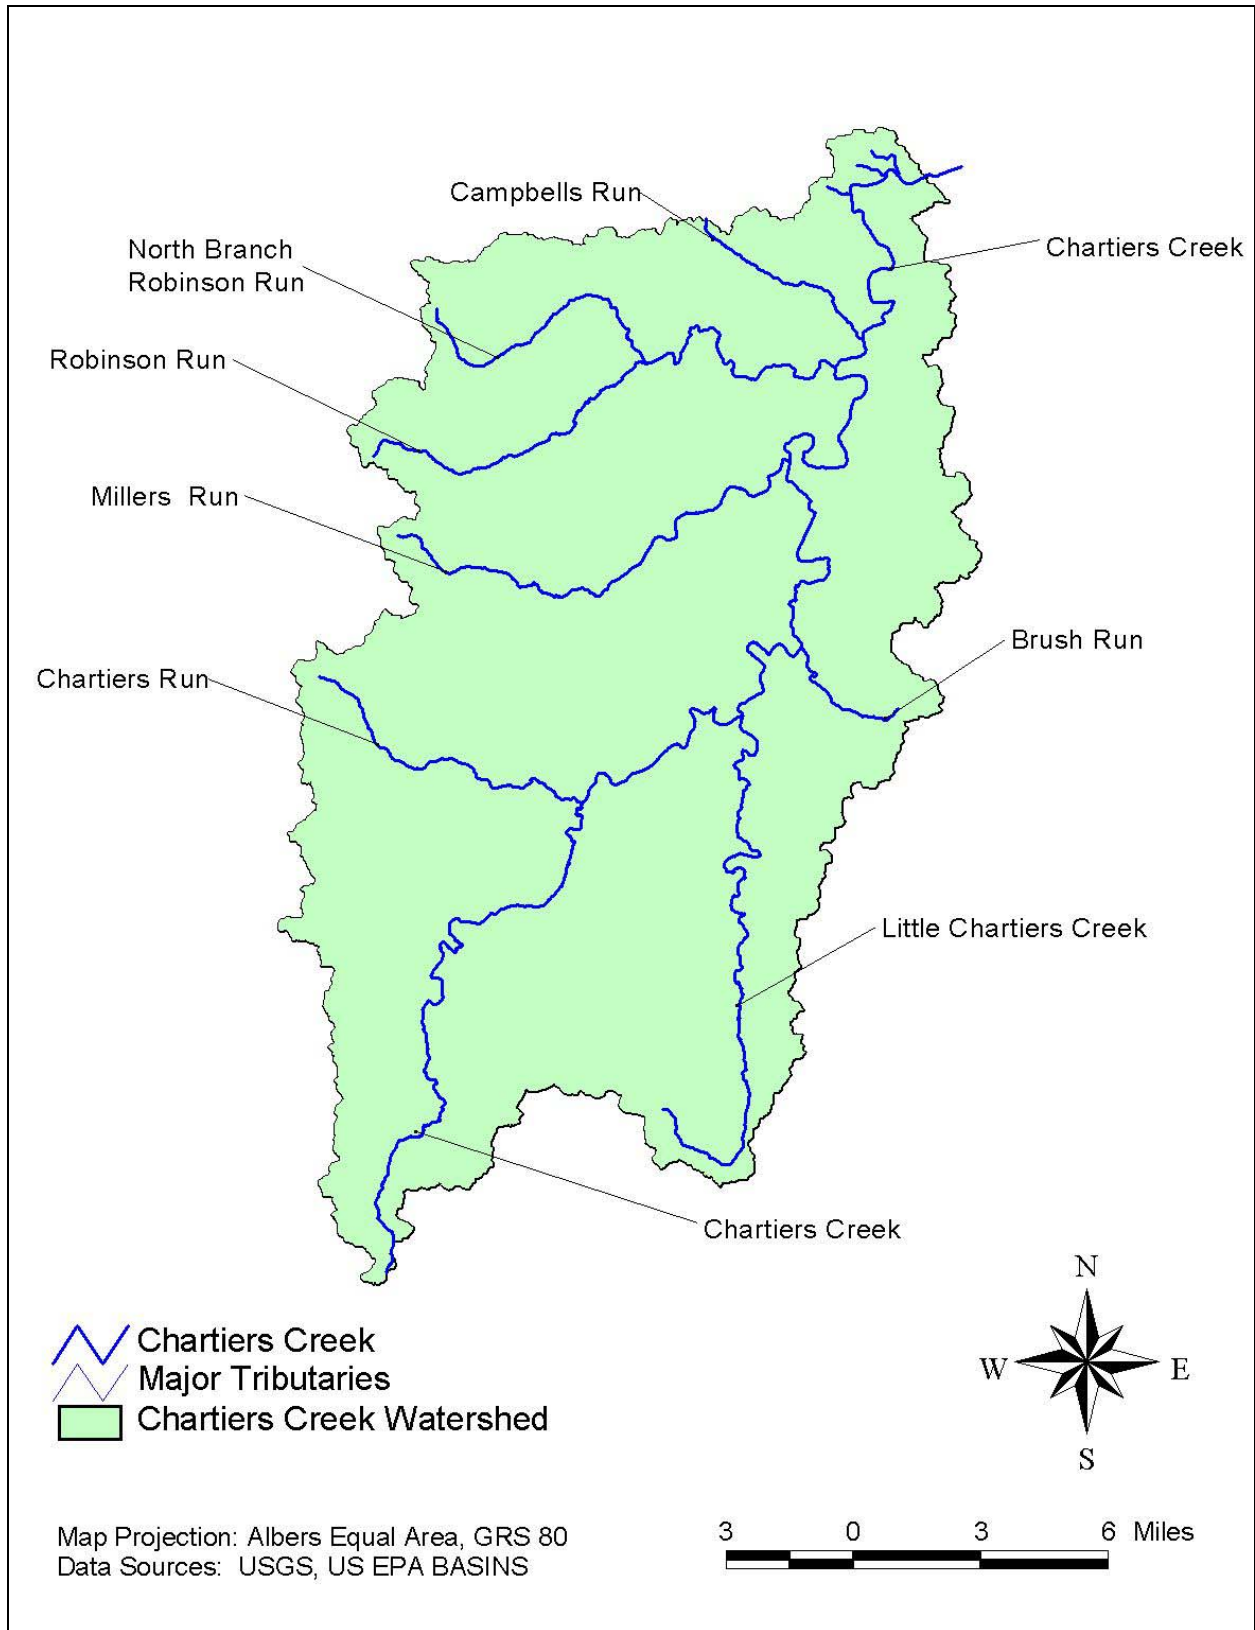 Campbells Run
North Branch
Robinson Run
Chartiers Creek
Robinson Run
Millers Run
Brush Run
Chartiers Run
Little Chartiers Creek
Chartiers Creek
N
W E
S
Chartiers Creek
Major Tributaries
Chartiers Creek Watershed
Map Projection: Albers Equal Area, GRS 80
Data Sources: USGS, US EPA BASINS
3 0 3 6 Miles